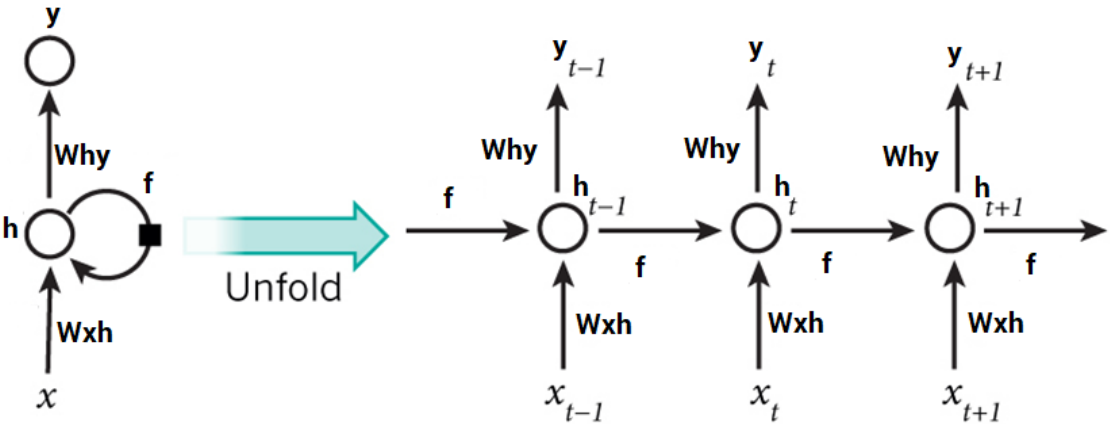 y
Why
f
h
Wxh
x
Unfold
f
y t−1
Why
h t−1
f
Wxh
x t−1
y t
Why
h t
f
Wxh
x t
y t+1
Why
h t+1
f
Wxh
x t+1